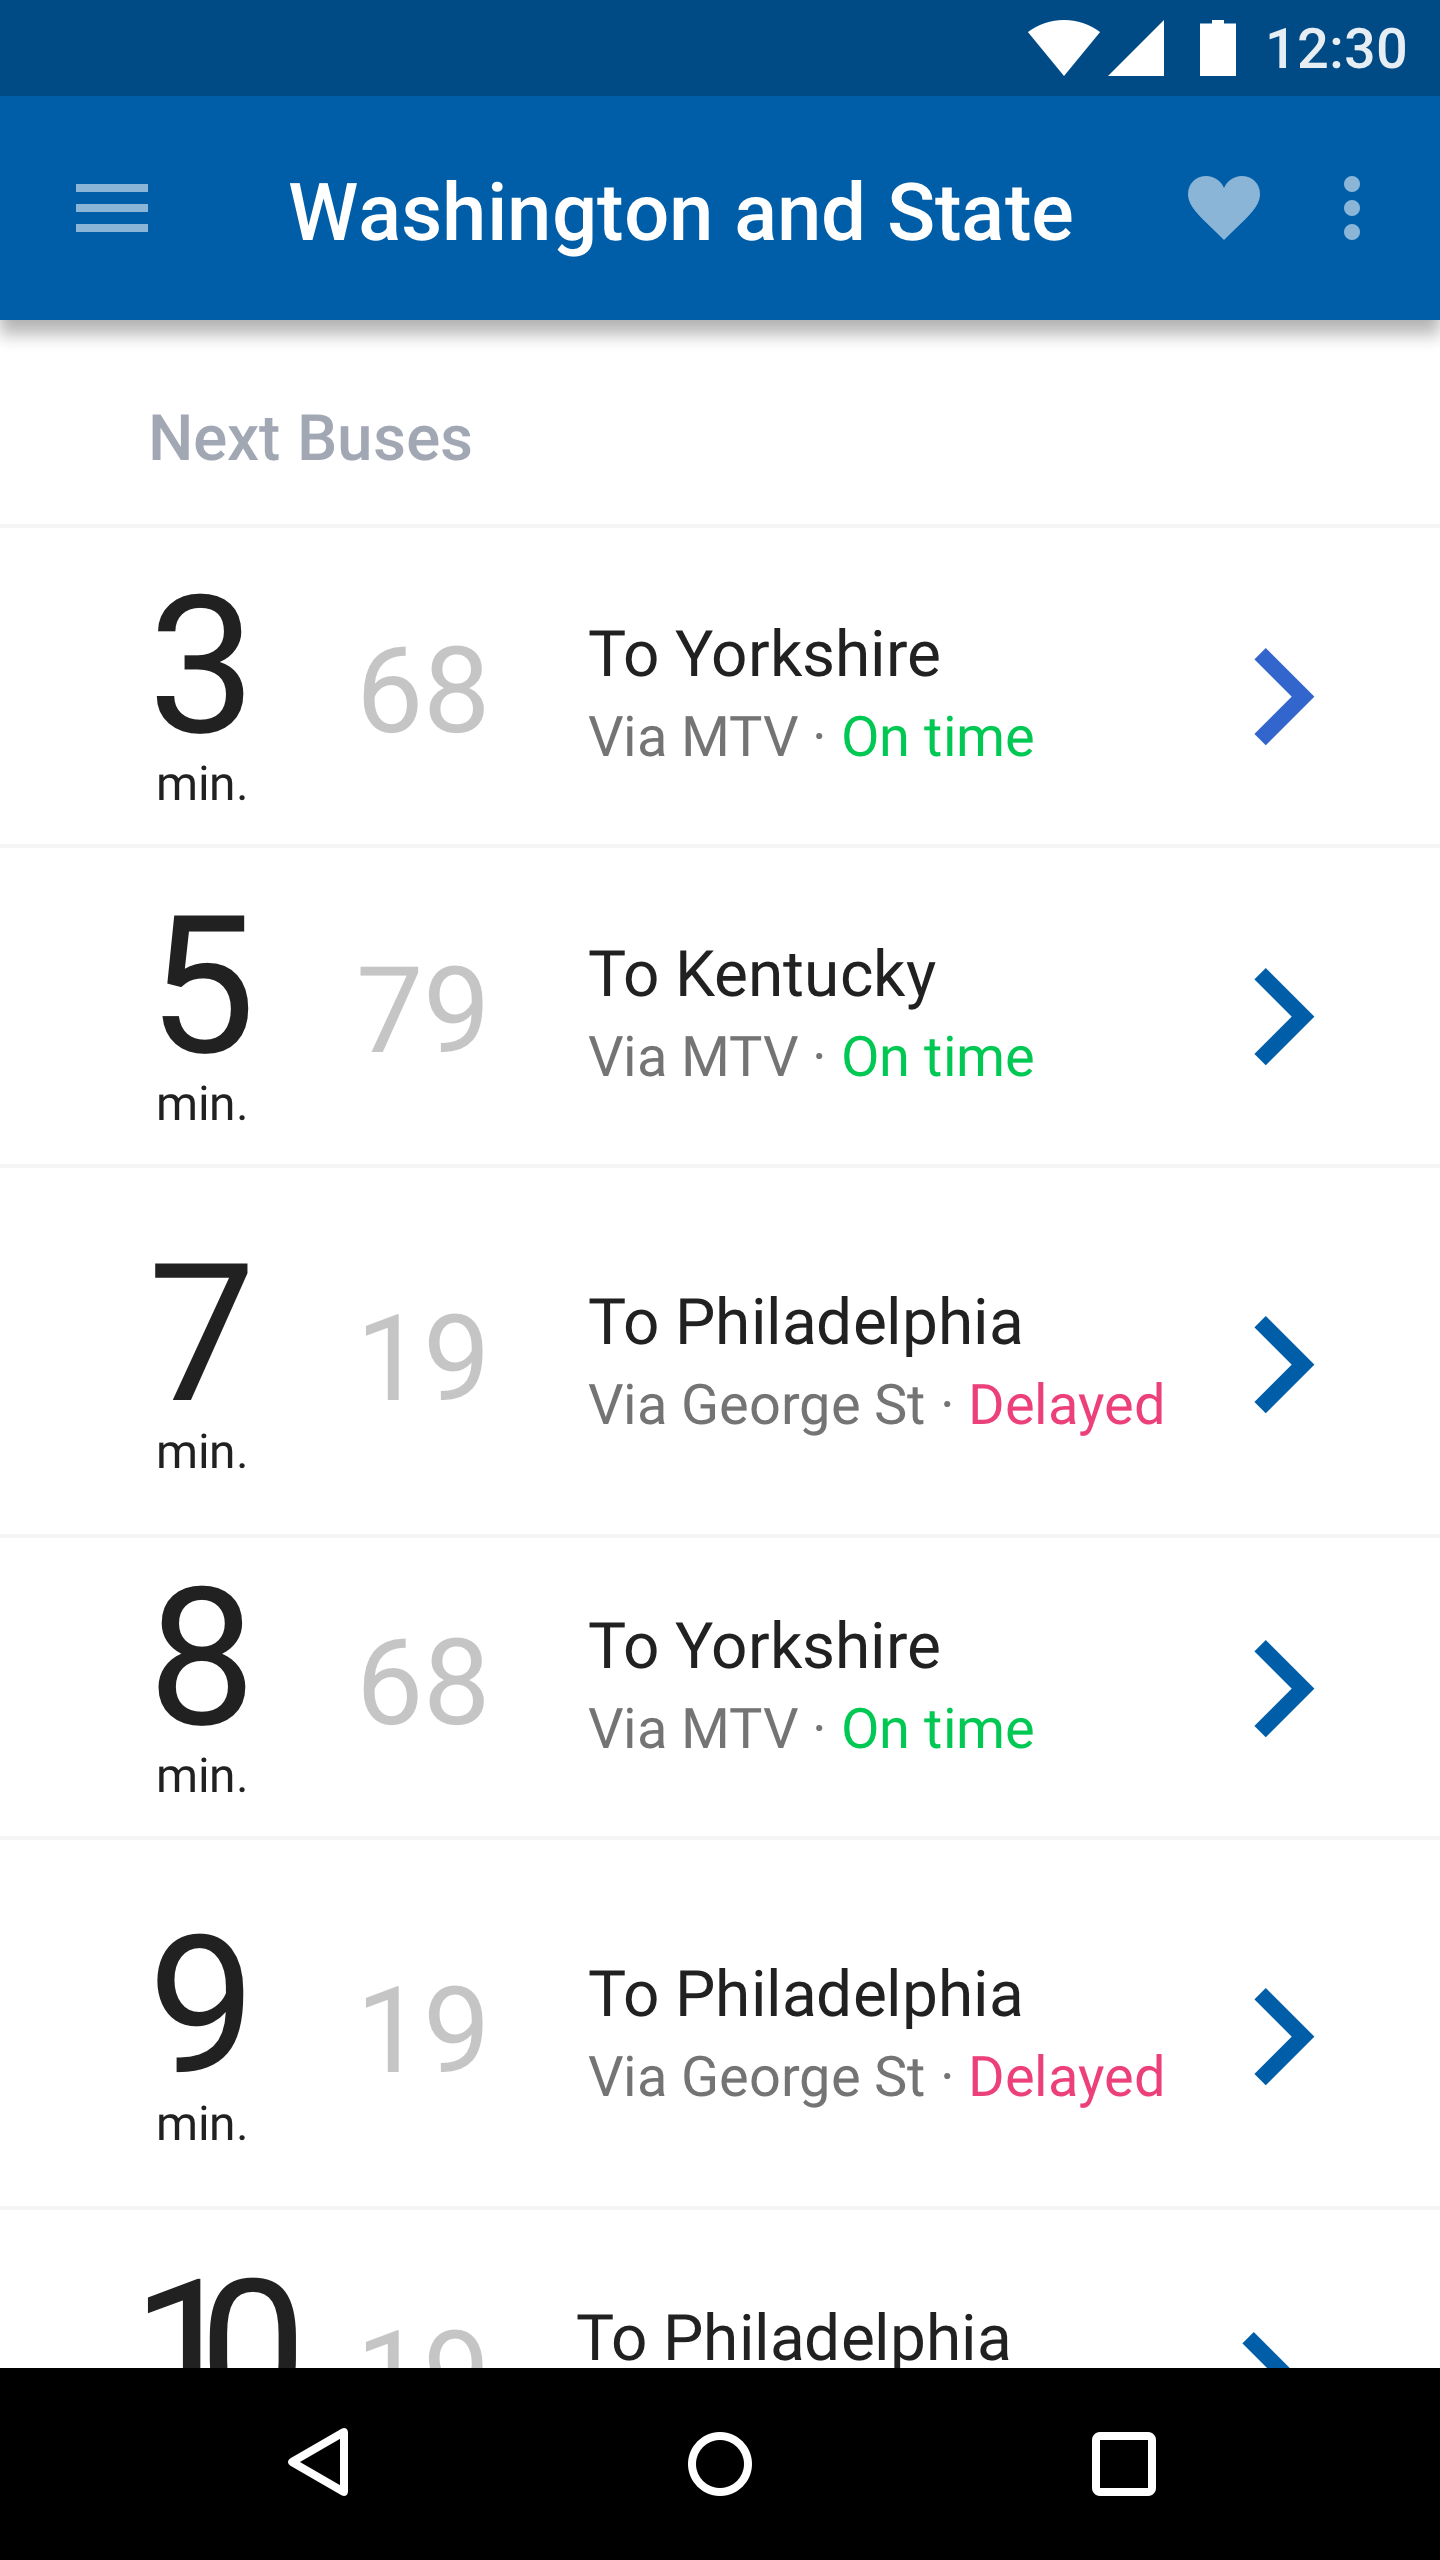 12:30
Washington and State
Next Buses
3 68 To Yorkshire
min. Via MTV · On time
5 79 To Kentucky
min. Via MTV · On time
7 19 To Philadelphia
min. Via George St · Delayed
8 68 To Yorkshire
min. Via MTV · On time
9 19 To Philadelphia
min. Via George St · Delayed
10 19 To Philadelphia